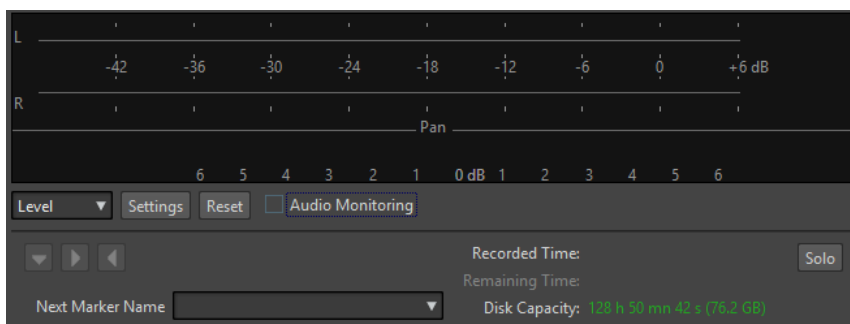 L
-42 -36 -30 -24 -18 -12 -6 0 +6 dB
R
Pan
6 5 4 3 2 1 0 dB 1 2 3 4 5 6
Level Settings Reset Audio Monitoring
Recorded Time: Solo
Remaining Time:
Next Marker Name Disk Capacity: 128 h 50 mn 42 s (76.2 GB)